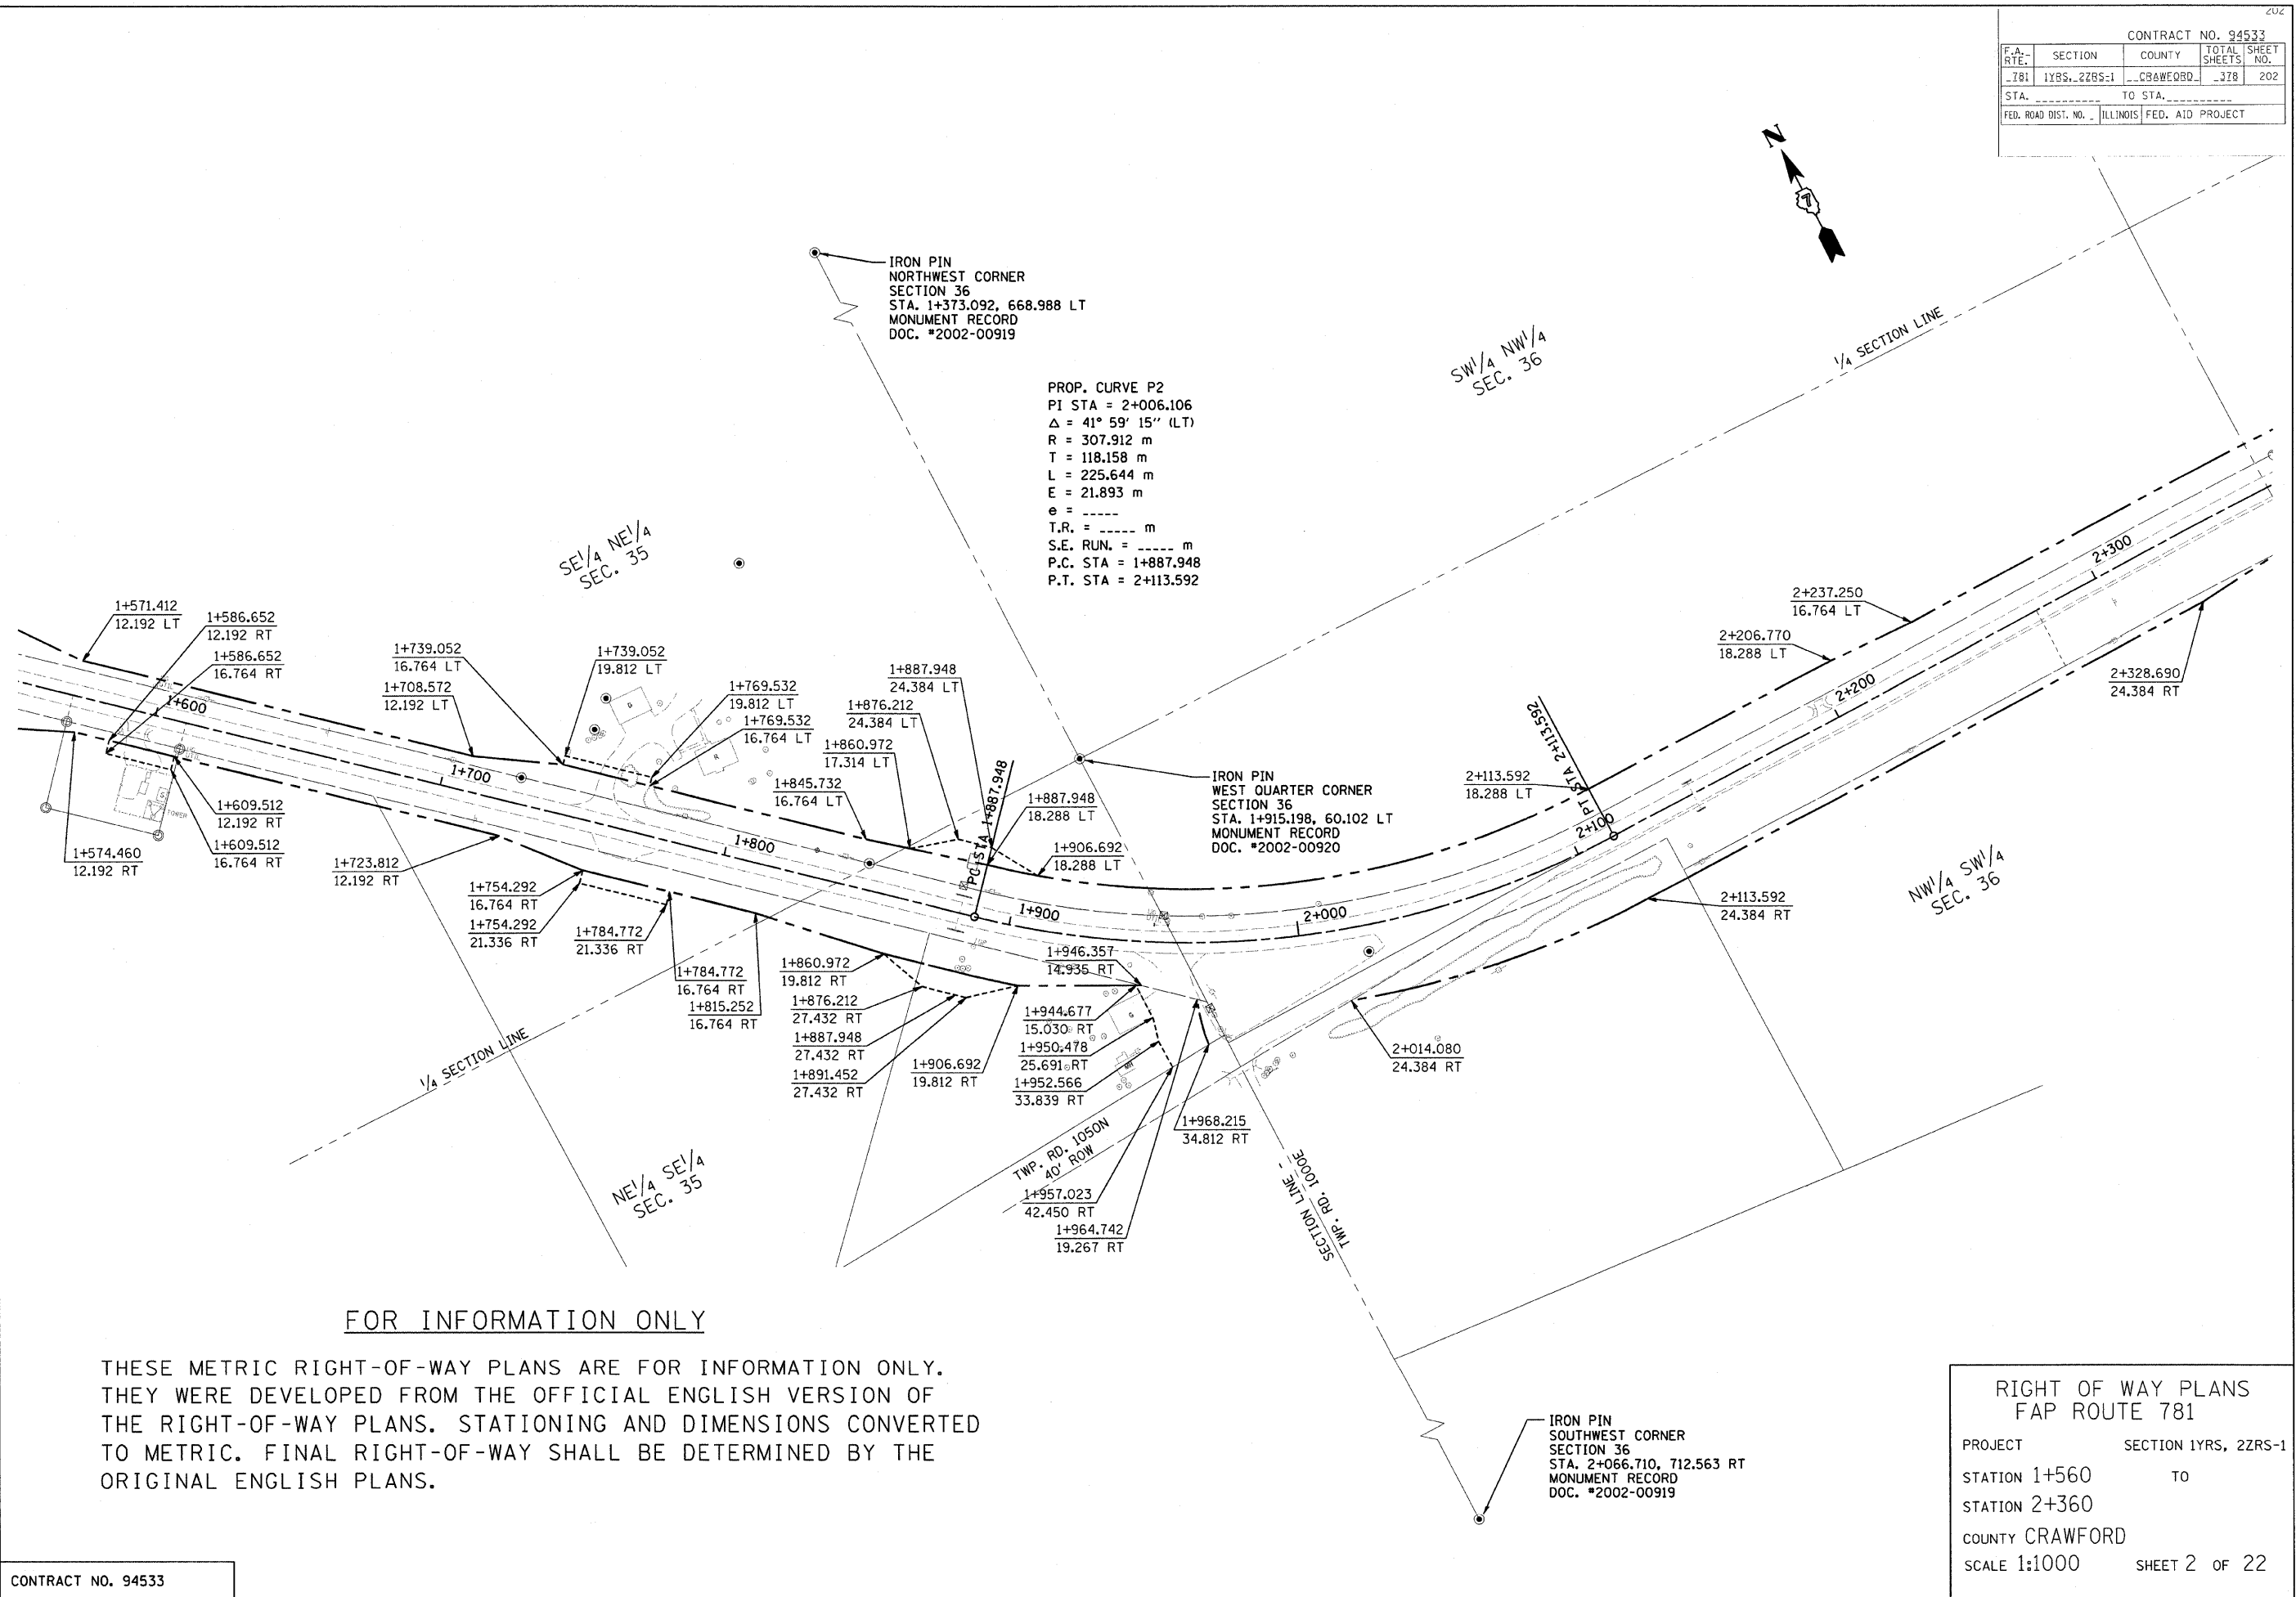 202
CONTRACT NO. 94533
F.A. RTE. SECTION COUNTY TOTAL SHEETS SHEET NO.
781 1YRS, 2ZRS-1 CRAWFORD 378 202
STA. TO STA.
FED. ROAD DIST. NO. ILLINOIS FED. AID PROJECT
N
7
IRON PIN
NORTHWEST CORNER
SECTION 36
STA. 1+373.092, 668.988 LT
MONUMENT RECORD
DOC. #2002-00919
SW1/4 NW1/4
SEC. 36
1/4 SECTION LINE
PROP. CURVE P2
PI STA = 2+006.106
Δ = 41° 59' 15'' (LT)
R = 307.912 m
T = 118.158 m
L = 225.644 m
E = 21.893 m
e = -----
T.R. = ----- m
S.E. RUN. = ----- m
P.C. STA = 1+887.948
P.T. STA = 2+113.592
SE1/4 NE1/4
SEC. 35
1+571.412
12.192 LT
1+586.652
12.192 RT
1+586.652
16.764 RT
1+739.052
16.764 LT
1+708.572
12.192 LT
1+739.052
19.812 LT
1+769.532
19.812 LT
1+769.532
16.764 LT
1+887.948
24.384 LT
1+876.212
24.384 LT
1+860.972
17.314 LT
1+845.732
16.764 LT
PC STA 1+887.948
1+887.948
18.288 LT
1+906.692
18.288 LT
IRON PIN
WEST QUARTER CORNER
SECTION 36
STA. 1+915.198, 60.102 LT
MONUMENT RECORD
DOC. #2002-00920
2+113.592
18.288 LT
PT STA 2+113.592
2+206.770
18.288 LT
2+237.250
16.764 LT
2+328.690
24.384 RT
1+600
1+700
1+800
1+900
2+000
2+100
2+200
2+300
B
R
S
TOWER
G
1+574.460
12.192 RT
1+609.512
12.192 RT
1+609.512
16.764 RT
1+723.812
12.192 RT
1+754.292
16.764 RT
1+754.292
21.336 RT
1+784.772
21.336 RT
1+784.772
16.764 RT
1+815.252
16.764 RT
1+860.972
19.812 RT
1+876.212
27.432 RT
1+887.948
27.432 RT
1+891.452
27.432 RT
1+906.692
19.812 RT
1+946.357
14.935 RT
1+944.677
15.030 RT
1+950.478
25.691 RT
1+952.566
33.839 RT
1+957.023
42.450 RT
1+964.742
19.267 RT
1+968.215
34.812 RT
2+014.080
24.384 RT
2+113.592
24.384 RT
NW1/4 SW1/4
SEC. 36
1/4 SECTION LINE
NE1/4 SE1/4
SEC. 35
TWP. RD. 1050N
40' ROW
SECTION LINE -
TWP. RD. 1000E
IRON PIN
SOUTHWEST CORNER
SECTION 36
STA. 2+066.710, 712.563 RT
MONUMENT RECORD
DOC. #2002-00919
FOR INFORMATION ONLY
THESE METRIC RIGHT-OF-WAY PLANS ARE FOR INFORMATION ONLY.
THEY WERE DEVELOPED FROM THE OFFICIAL ENGLISH VERSION OF
THE RIGHT-OF-WAY PLANS. STATIONING AND DIMENSIONS CONVERTED
TO METRIC. FINAL RIGHT-OF-WAY SHALL BE DETERMINED BY THE
ORIGINAL ENGLISH PLANS.
RIGHT OF WAY PLANS
FAP ROUTE 781
PROJECT SECTION 1YRS, 2ZRS-1
STATION 1+560 TO
STATION 2+360
COUNTY CRAWFORD
SCALE 1:1000 SHEET 2 OF 22
CONTRACT NO. 94533